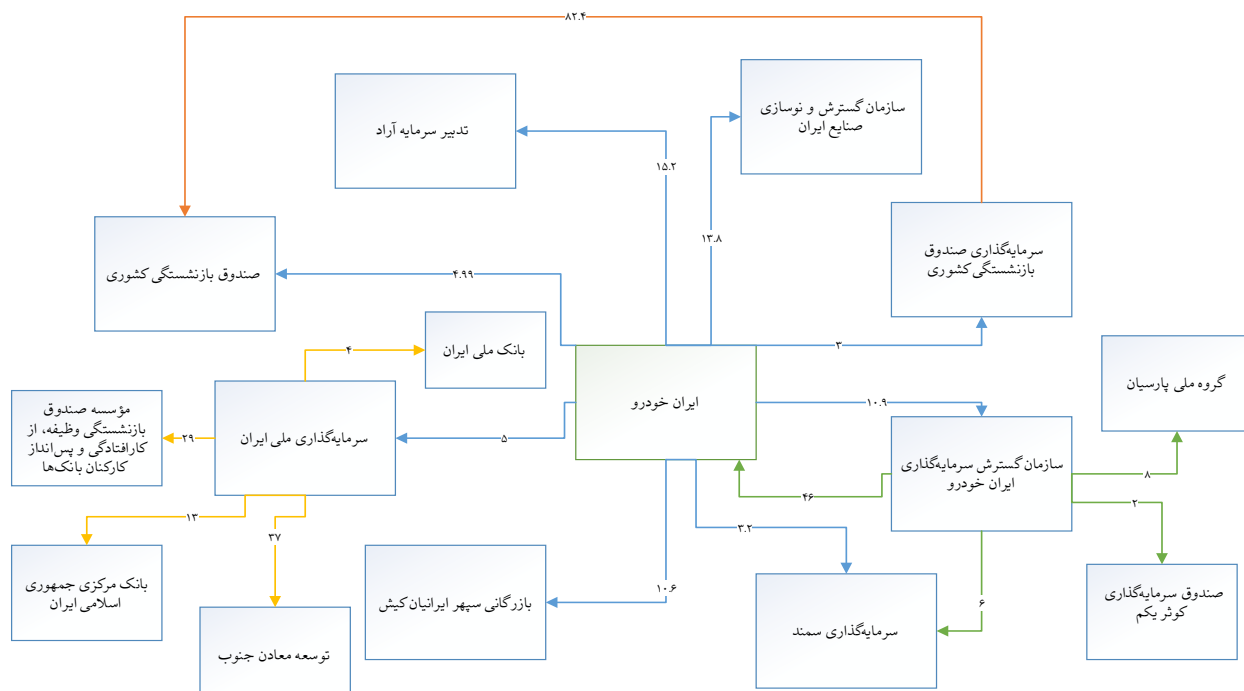 ۸۲.۴
سازمان گسترش و نوسازی
صنایع ایران
تدبیر سرمایه آراد
۱۵.۲
۱۳.۸
سرمایه‌گذاری صندوق
بازنشستگی کشوری
صندوق بازنشستگی کشوری
۴.۹۹
۳
بانک ملی ایران
۴
گروه ملی پارسیان
ایران خودرو
۱۰.۹
مؤسسه صندوق
بازنشستگی وظیفه، از
کارافتادگی و پس‌انداز
کارکنان بانک‌ها
۲۹
سرمایه‌گذاری ملی ایران
۵
سازمان گسترش سرمایه‌گذاری
ایران خودرو
۸
۴۶
۲
۱۳
۳۷
۳.۲
بانک مرکزی جمهوری
اسلامی ایران
۱۰.۶
بازرگانی سپهر ایرانیان کیش
۶
صندوق سرمایه‌گذاری
کوثر یکم
سرمایه‌گذاری سمند
توسعه معادن جنوب